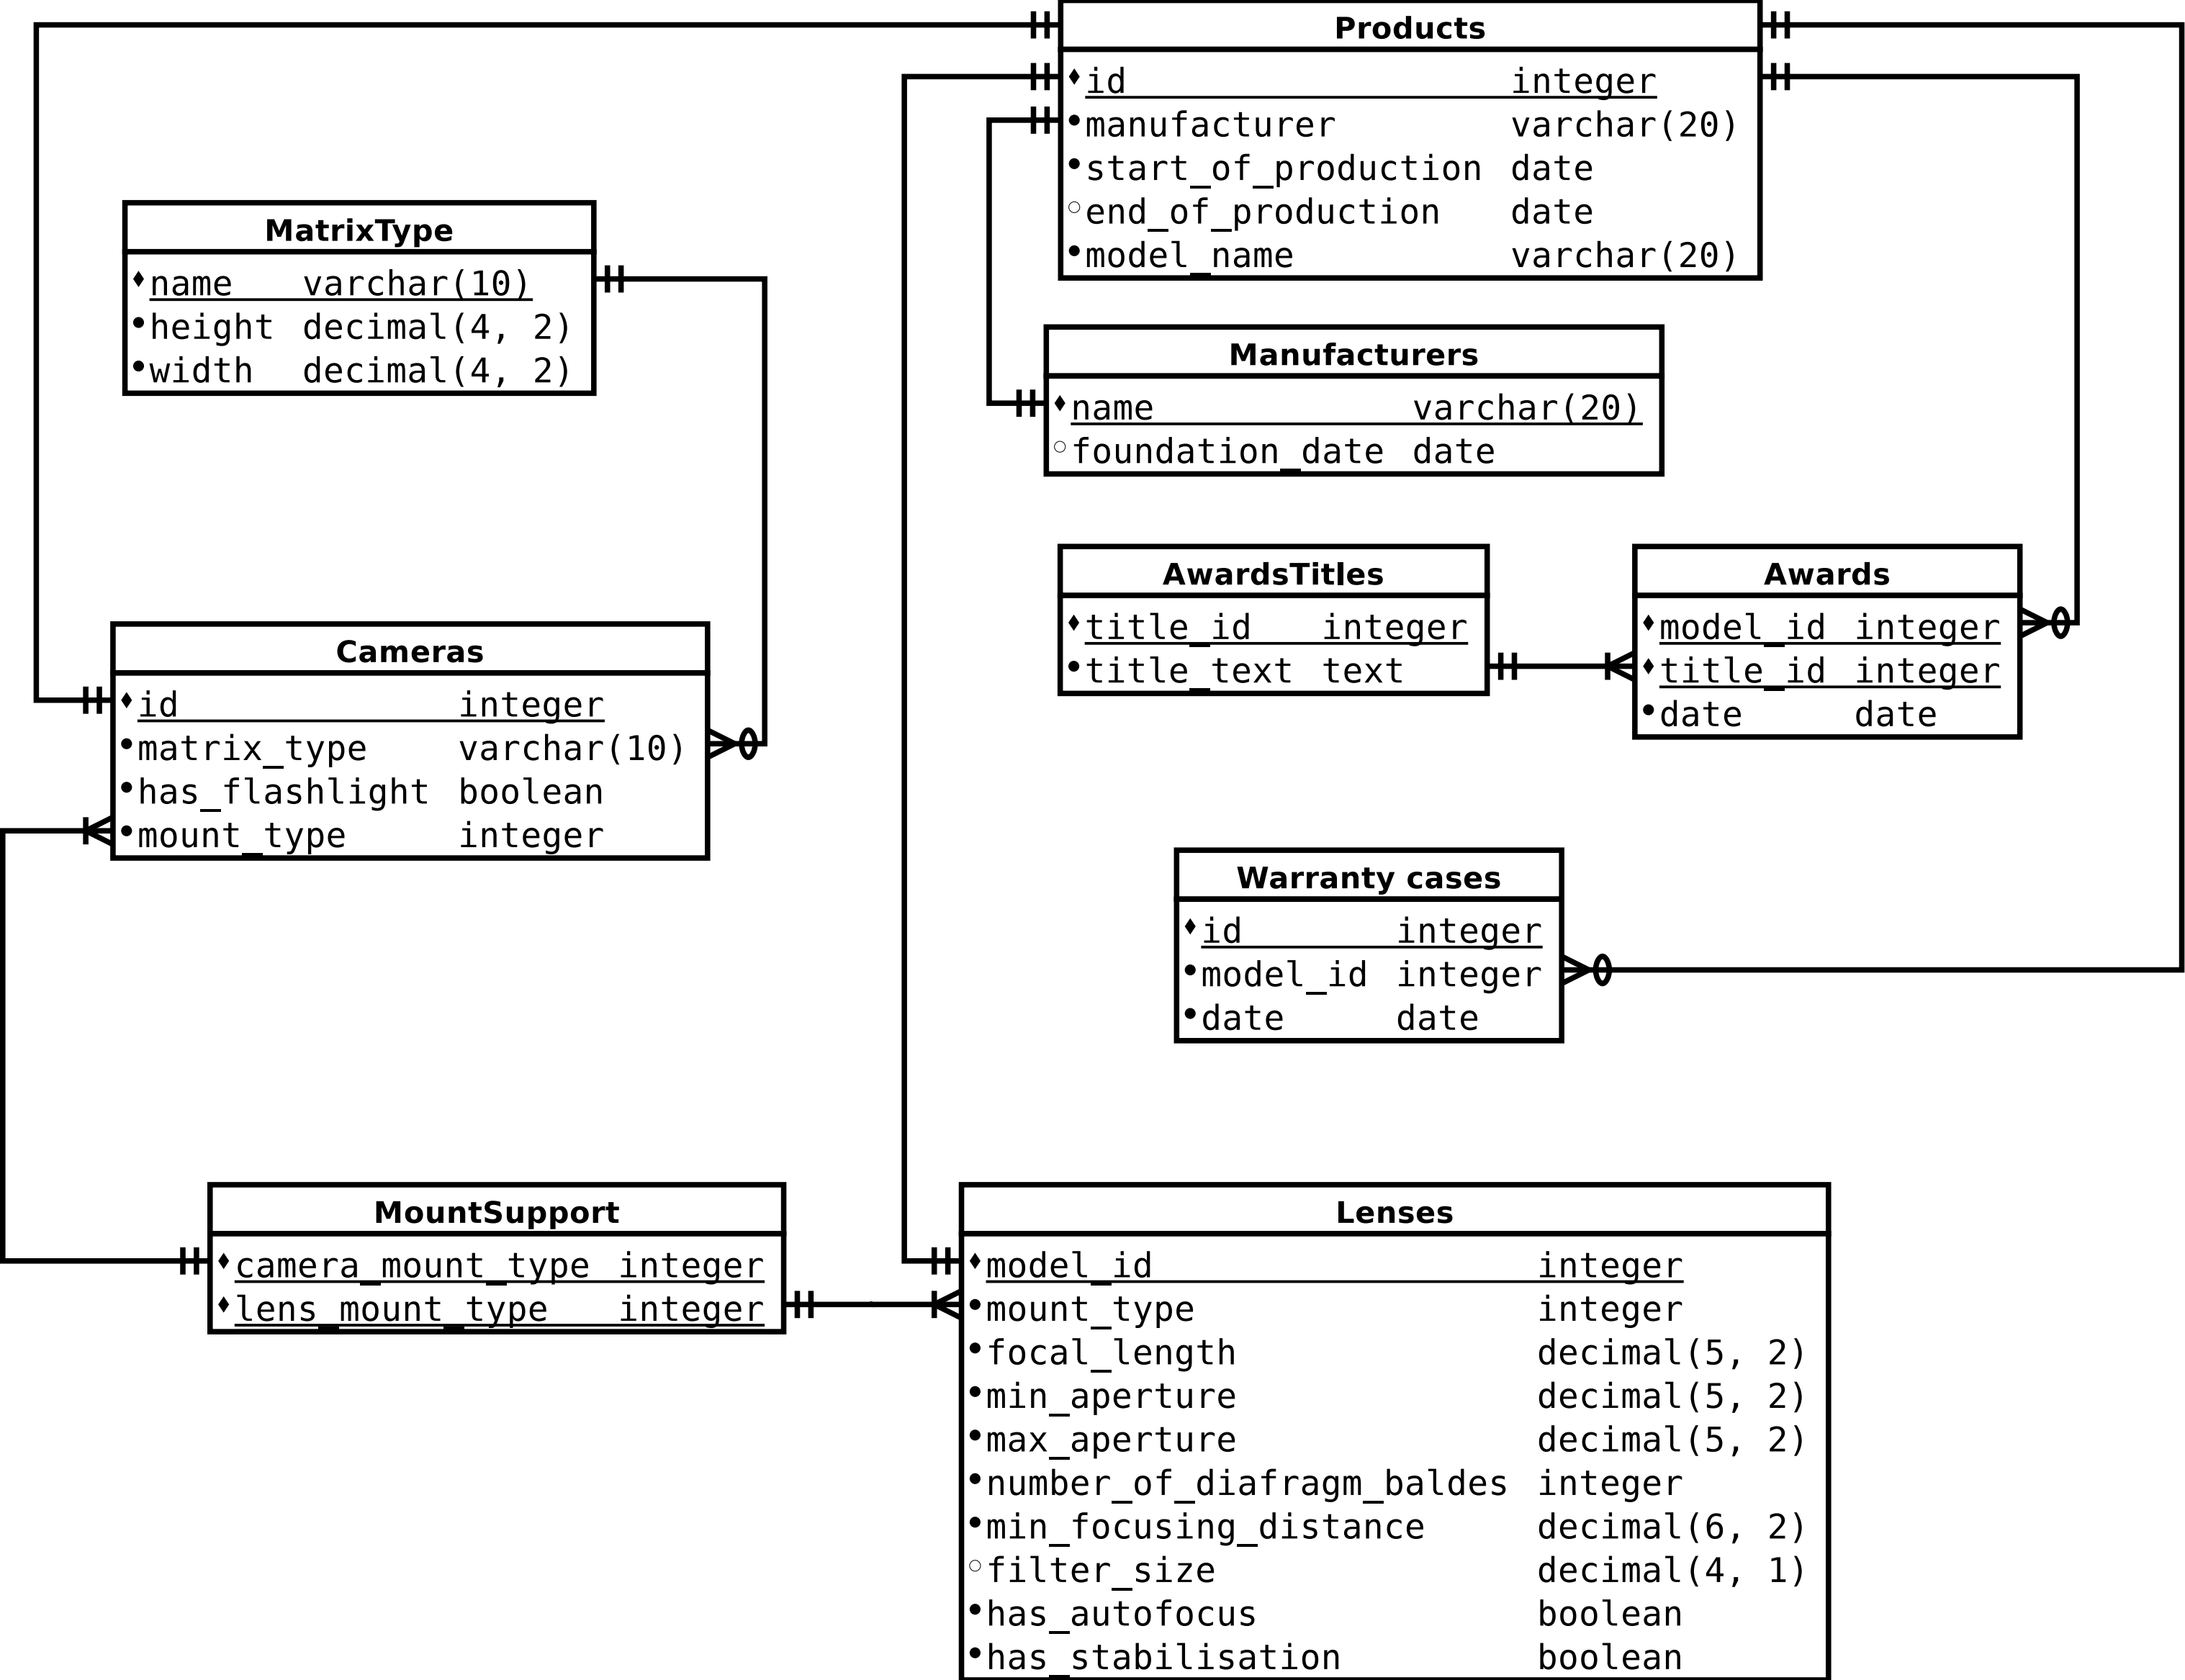 Products
id integer
manufacturer varchar(20)
start_of_production date
end_of_production date
model_name varchar(20)
MatrixType
name varchar(10)
height decimal(4, 2)
width decimal(4, 2)
Manufacturers
name varchar(20)
foundation_date date
AwardsTitles
title_id integer
title_text text
Awards
model_id integer
title_id integer
date date
Cameras
id integer
matrix_type varchar(10)
has_flashlight boolean
mount_type integer
Warranty cases
id integer
model_id integer
date date
MountSupport
camera_mount_type integer
lens_mount_type integer
Lenses
model_id integer
mount_type integer
focal_length decimal(5, 2)
min_aperture decimal(5, 2)
max_aperture decimal(5, 2)
number_of_diafragm_baldes integer
min_focusing_distance decimal(6, 2)
filter_size decimal(4, 1)
has_autofocus boolean
has_stabilisation boolean